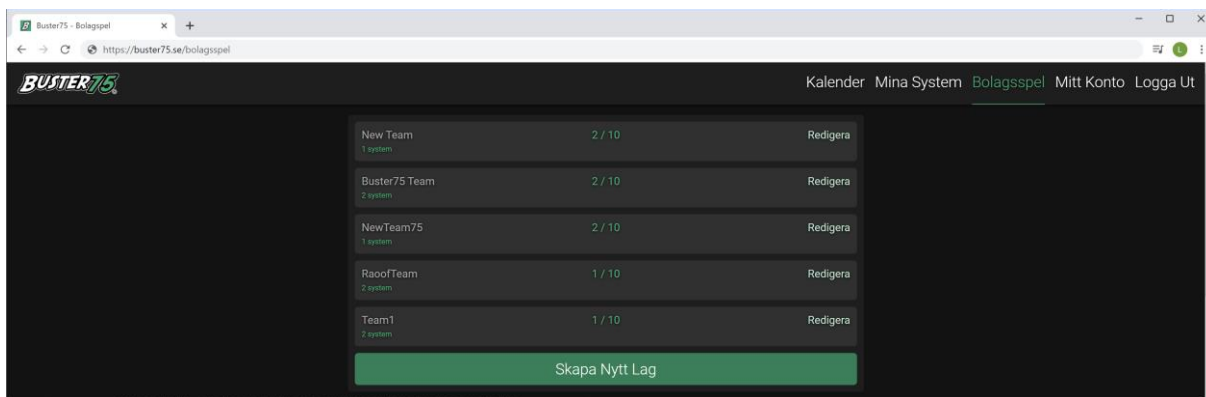 Buster75 - Bolagspel
https://buster75.se/bolagsspel
L
BUSTER75
Kalender Mina System Bolagsspel Mitt Konto Logga Ut
New Team 2 / 10 Redigera
1 system
Buster75 Team 2 / 10 Redigera
2 system
NewTeam75 2 / 10 Redigera
1 system
RaoofTeam 1 / 10 Redigera
2 system
Team1 1 / 10 Redigera
2 system
Skapa Nytt Lag